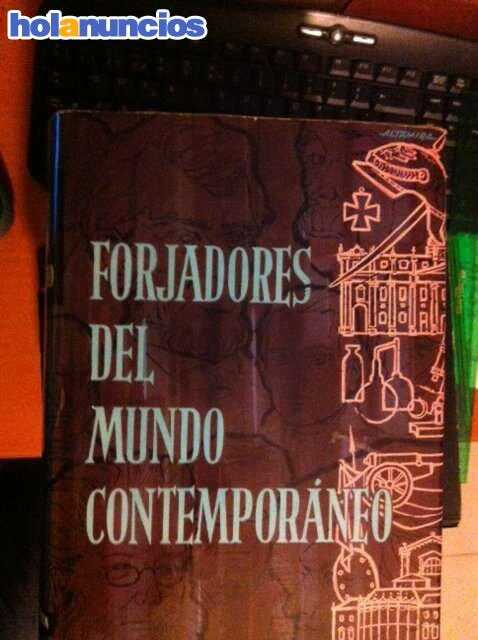 holanuncios
ALTAMIRA
FORJADORES
DEL
MUNDO
CONTEMPORÁNEO